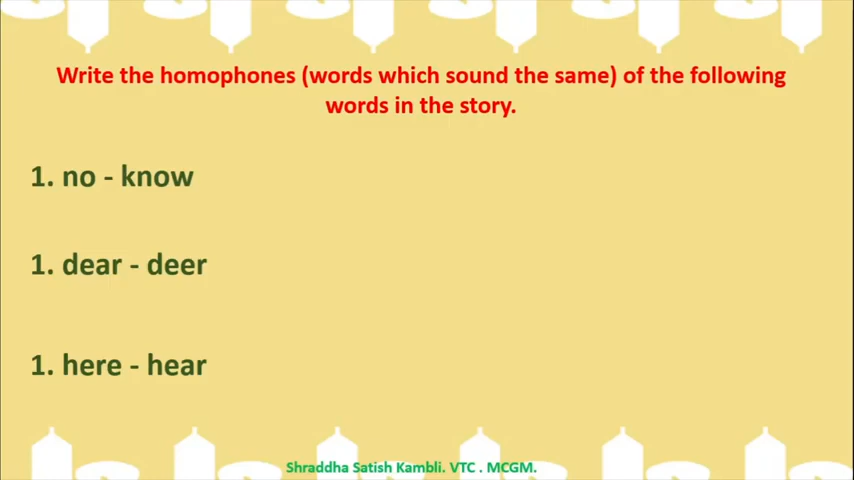 Write the homophones (words which sound the same) of the following
words in the story.
1. no - know
1. dear - deer
1. here - hear
Shraddha Satish Kambli. VTC . MCGM.